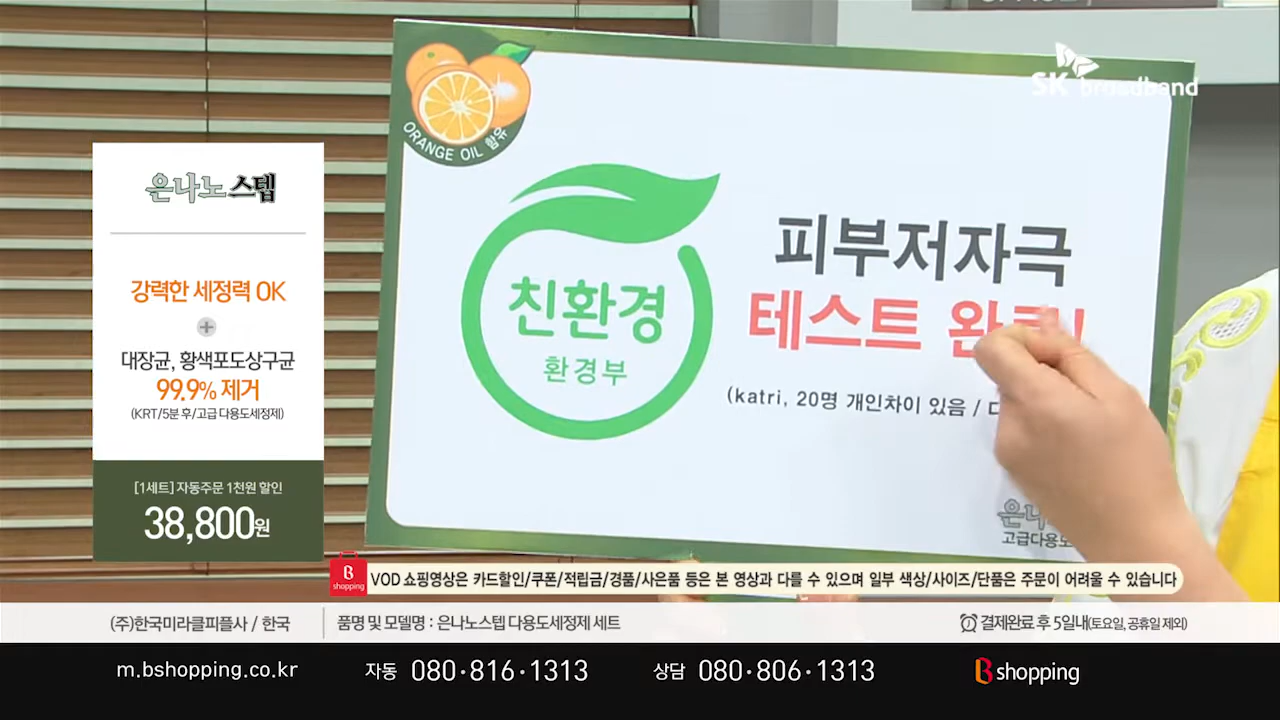 SK broadband
ORANGE OIL 함유
친환경
환경부
피부저자극
테스트
(katri, 20명 개인차이 있음 /
고급다용도
은나노스텝
강력한 세정력 OK
+
대장균, 황색포도상구균
99.9% 제거
(KRT/5분 후/고급 다용도세정제)
[1세트] 자동주문 1천원 할인
38,800원
B shopping
VOD 쇼핑영상은 카드할인/쿠폰/적립금/경품/사은품 등은 본 영상과 다를 수 있으며 일부 색상/사이즈/단품은 주문이 어려울 수 있습니다
(주)한국미라클피플사 / 한국
품명 및 모델명 : 은나노스텝 다용도세정제 세트
결제완료 후 5일내(토요일, 공휴일 제외)
m.bshopping.co.kr
자동 080·816·1313
상담 080·806·1313
B shopping